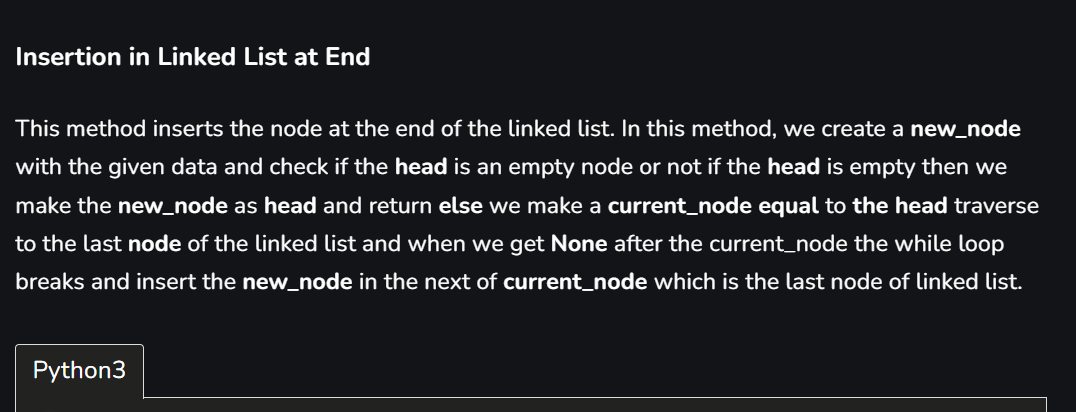 Insertion in Linked List at End
This method inserts the node at the end of the linked list. In this method, we create a new_node
with the given data and check if the head is an empty node or not if the head is empty then we
make the new_node as head and return else we make a current_node equal to the head traverse
to the last node of the linked list and when we get None after the current_node the while loop
breaks and insert the new_node in the next of current_node which is the last node of linked list.
Python3